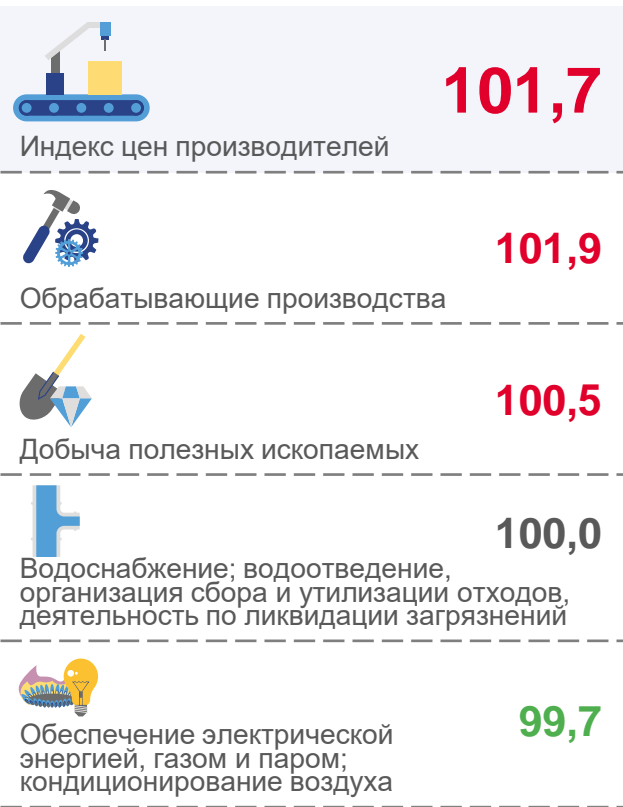 101,7
Индекс цен производителей
101,9
Обрабатывающие производства
100,5
Добыча полезных ископаемых
100,0
Водоснабжение; водоотведение,
организация сбора и утилизации отходов,
деятельность по ликвидации загрязнений
99,7
Обеспечение электрической
энергией, газом и паром;
кондиционирование воздуха